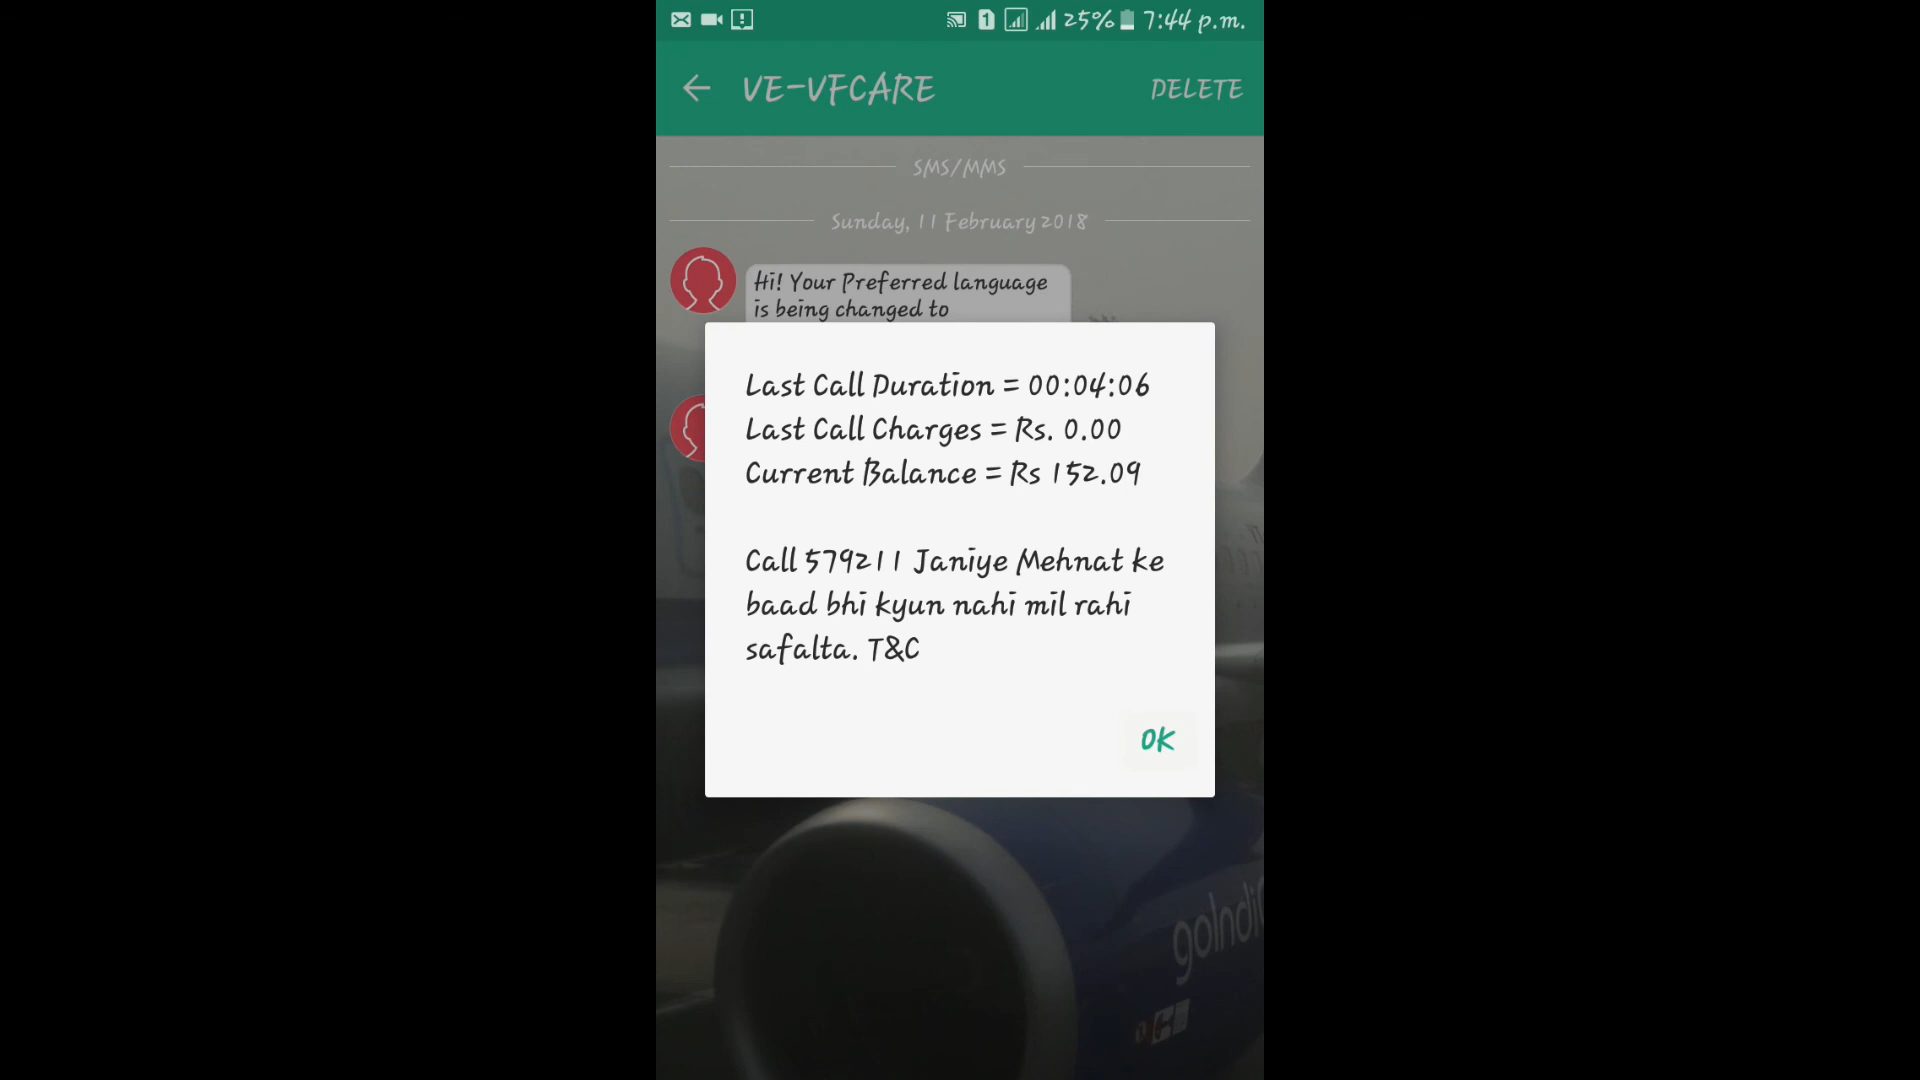 1 25% 7:44 p.m.
VE-VFCARE DELETE
SMS/MMS
Sunday, 11 February 2018
Hi! Your Preferred language
is being changed to
Last Call Duration = 00:04:06
Last Call Charges = Rs. 0.00
Current Balance = Rs 152.09
Call 579211 Janiye Mehnat ke
baad bhi kyun nahi mil rahi
safalta. T&C
OK
goIndi